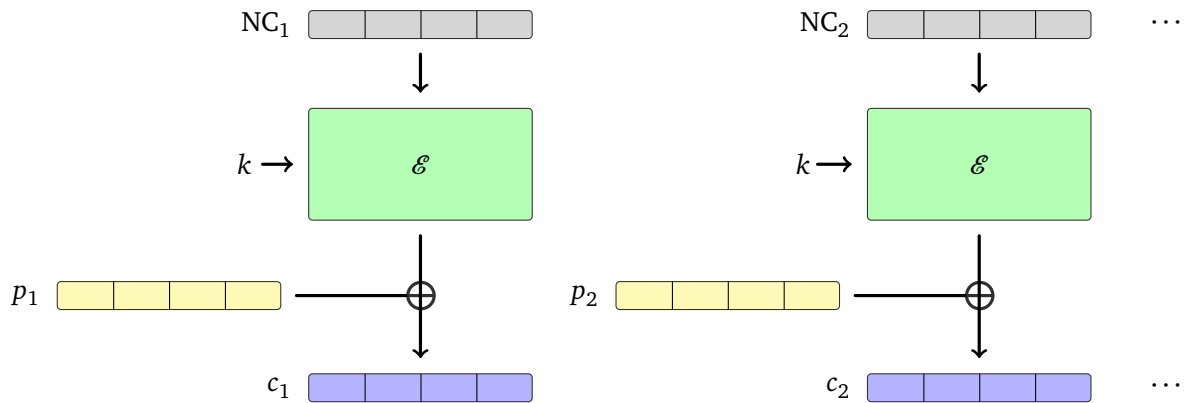 NC₁ NC₂ ⋯
k ℰ k ℰ
p₁ p₂
c₁ c₂ ⋯